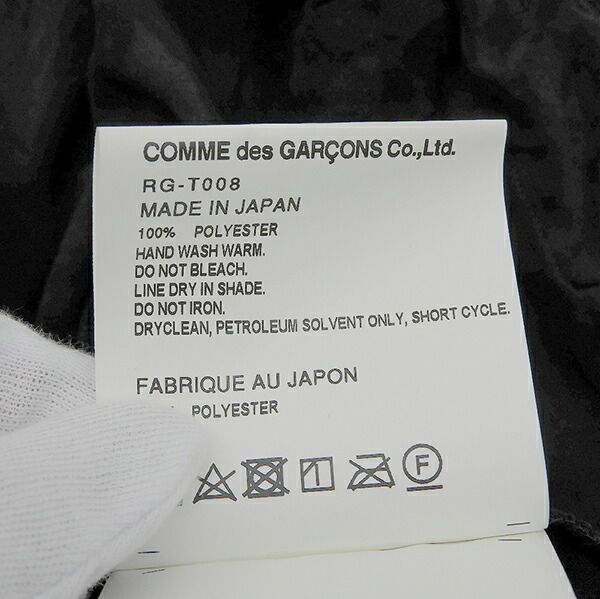 COMME des GARÇONS Co.,Ltd.
RG-T008
MADE IN JAPAN
100% POLYESTER
HAND WASH WARM.
DO NOT BLEACH.
LINE DRY IN SHADE.
DO NOT IRON.
DRYCLEAN, PETROLEUM SOLVENT ONLY, SHORT CYCLE.
FABRIQUE AU JAPON
POLYESTER
F